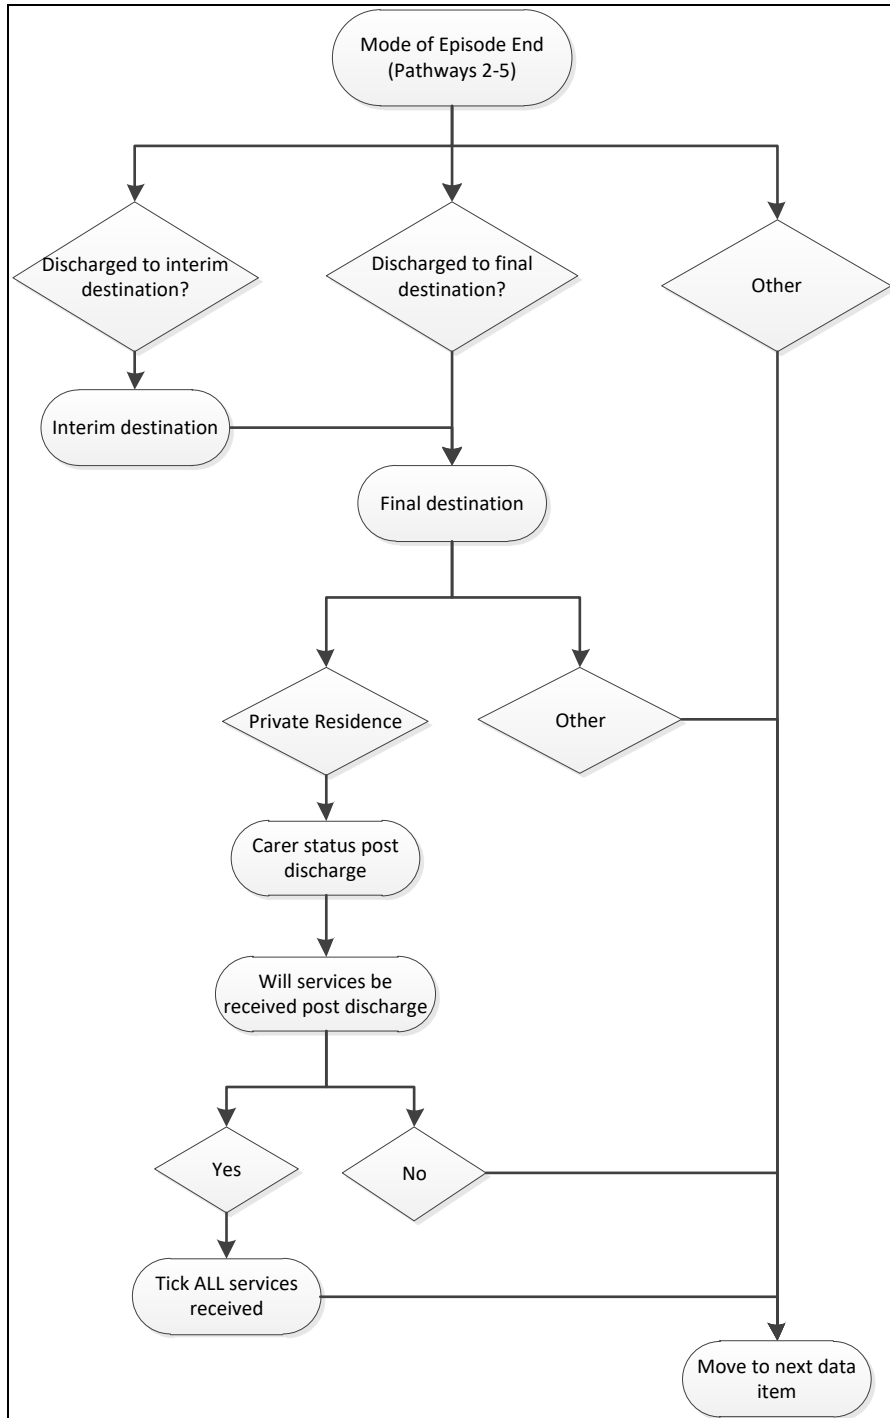 Mode of Episode End
(Pathways 2-5)
Discharged to interim
destination?
Discharged to final
destination?
Other
Interim destination
Final destination
Private Residence
Other
Carer status post
discharge
Will services be
received post discharge
Yes
No
Tick ALL services
received
Move to next data
item